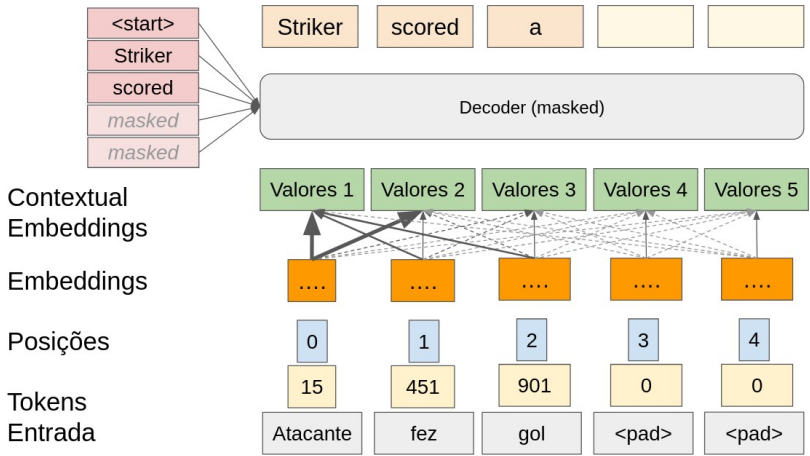 <start>
Striker
scored
masked
masked
Striker scored a
Decoder (masked)
Contextual
Embeddings
Valores 1 Valores 2 Valores 3 Valores 4 Valores 5
Embeddings
.... .... .... .... ....
Posições
0 1 2 3 4
Tokens
15 451 901 0 0
Entrada
Atacante fez gol <pad> <pad>